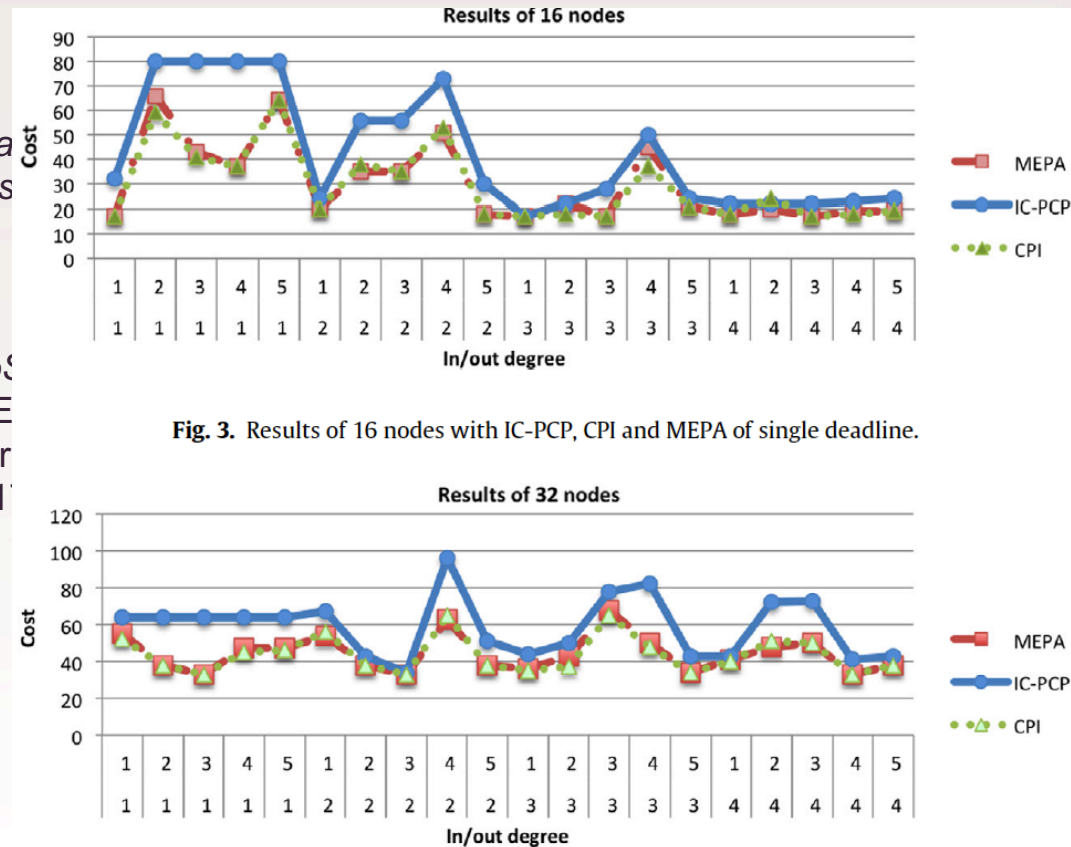 Results of 16 nodes
90
80
70
60
50
40
30
20
10
0
Cost
MEPA
IC-PCP
CPI
1 2 3 4 5 1 2 3 4 5 1 2 3 4 5 1 2 3 4 5
1 1 1 1 1 2 2 2 2 2 3 3 3 3 3 4 4 4 4 4
In/out degree
Fig. 3. Results of 16 nodes with IC-PCP, CPI and MEPA of single deadline.
Results of 32 nodes
120
100
80
60
40
20
0
Cost
MEPA
IC-PCP
CPI
1 2 3 4 5 1 2 3 4 5 1 2 3 4 5 1 2 3 4 5
1 1 1 1 1 2 2 2 2 2 3 3 3 3 3 4 4 4 4 4
In/out degree